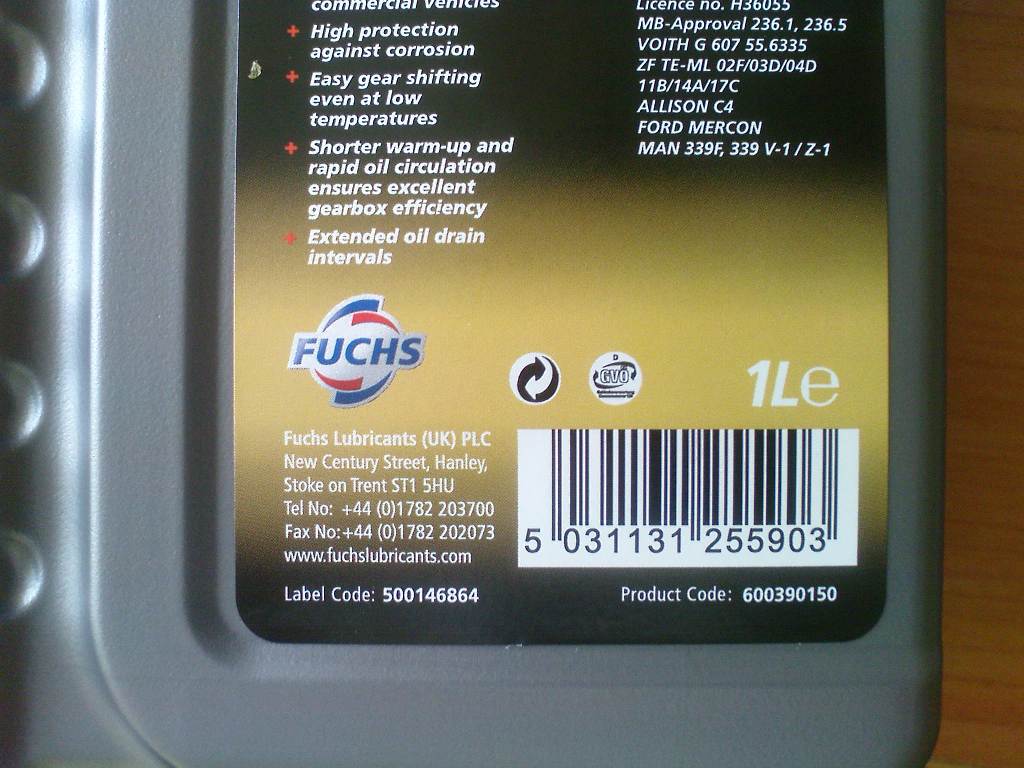 commercial vehicles
+ High protection
against corrosion
+ Easy gear shifting
even at low
temperatures
+ Shorter warm-up and
rapid oil circulation
ensures excellent
gearbox efficiency
+ Extended oil drain
intervals
Licence no. H36055
MB-Approval 236.1, 236.5
VOITH G 607 55.6335
ZF TE-ML 02F/03D/04D
11B/14A/17C
ALLISON C4
FORD MERCON
MAN 339F, 339 V-1 / Z-1
FUCHS
D
GVÖ
1L℮
Fuchs Lubricants (UK) PLC
New Century Street, Hanley,
Stoke on Trent ST1 5HU
Tel No: +44 (0)1782 203700
Fax No:+44 (0)1782 202073
www.fuchslubricants.com
5 031131 255903
Label Code: 500146864
Product Code: 600390150